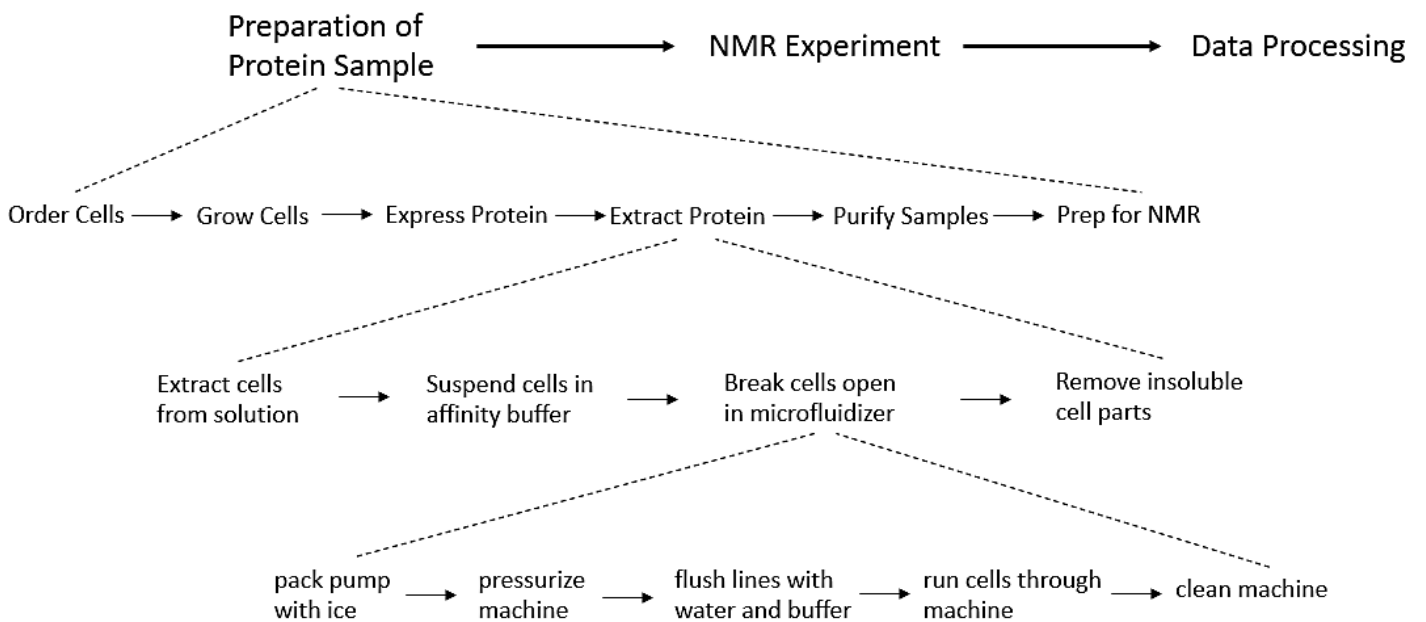 Preparation of
Protein Sample
NMR Experiment
Data Processing
Order Cells
Grow Cells
Express Protein
Extract Protein
Purify Samples
Prep for NMR
Extract cells
from solution
Suspend cells in
affinity buffer
Break cells open
in microfluidizer
Remove insoluble
cell parts
pack pump
with ice
pressurize
machine
flush lines with
water and buffer
run cells through
machine
clean machine